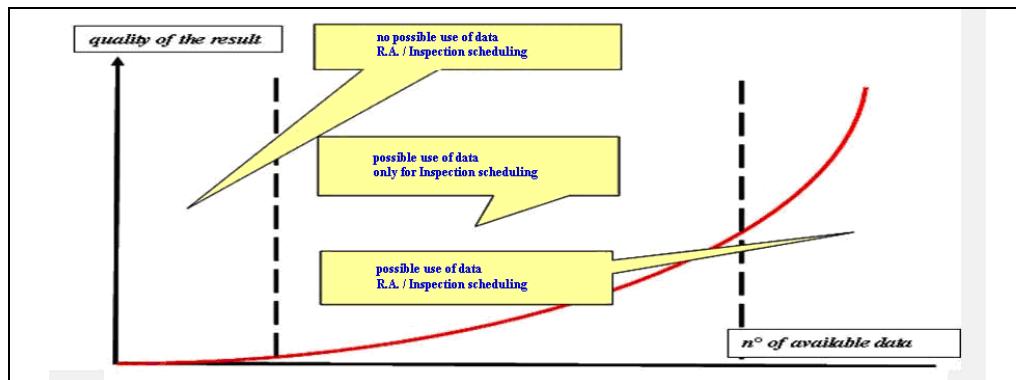 quality of the result
no possible use of data
R.A. / Inspection scheduling
possible use of data
only for Inspection scheduling
possible use of data
R.A. / Inspection scheduling
n° of available data